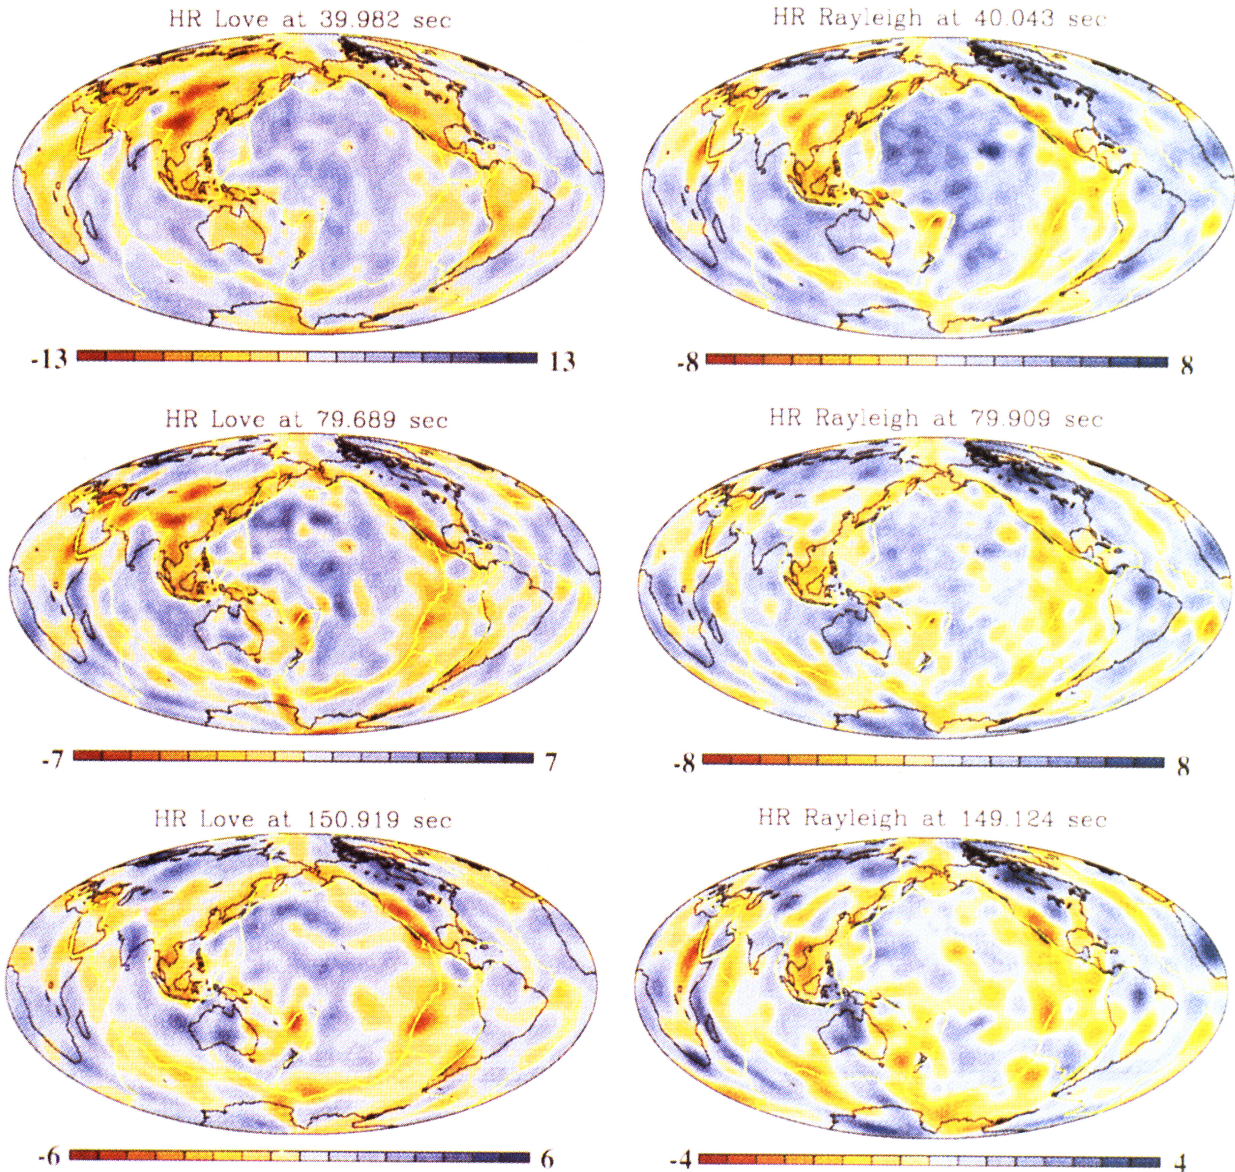 HR Love at 39.982 sec
HR Rayleigh at 40.043 sec
-13 13
-8 8
HR Love at 79.689 sec
HR Rayleigh at 79.909 sec
-7 7
-8 8
HR Love at 150.919 sec
HR Rayleigh at 149.124 sec
-6 6
-4 4